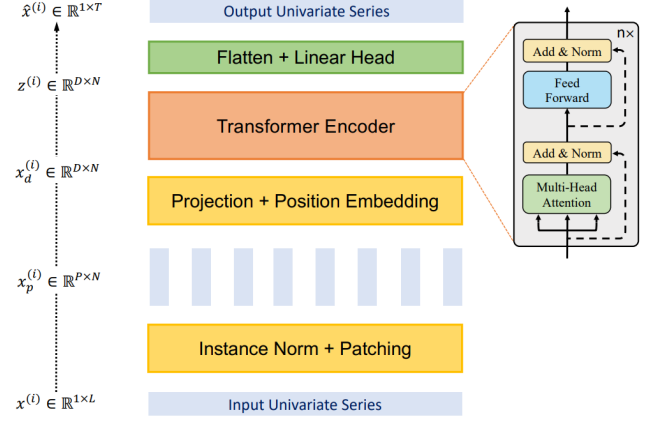 x̂⁽ⁱ⁾ ∈ ℝ^{1×T}
Output Univariate Series
Flatten + Linear Head
z⁽ⁱ⁾ ∈ ℝ^{D×N}
Transformer Encoder
x_d⁽ⁱ⁾ ∈ ℝ^{D×N}
Projection + Position Embedding
x_p⁽ⁱ⁾ ∈ ℝ^{P×N}
Instance Norm + Patching
x⁽ⁱ⁾ ∈ ℝ^{1×L}
Input Univariate Series
n×
Add & Norm
Feed
Forward
Add & Norm
Multi-Head
Attention